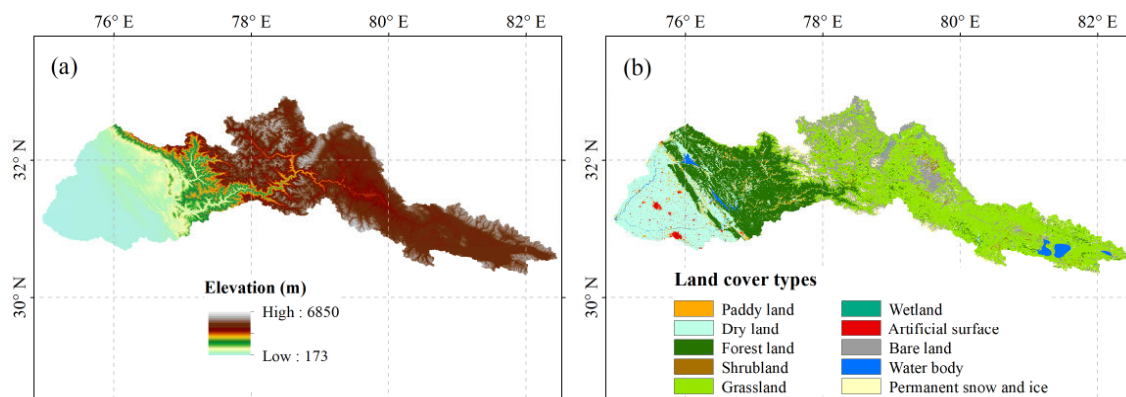 76° E 78° E 80° E 82° E
(a)
32° N
30° N
Elevation (m)
High : 6850
Low : 173
76° E 78° E 80° E 82° E
(b)
32° N
30° N
Land cover types
Paddy land
Dry land
Forest land
Shrubland
Grassland
Wetland
Artificial surface
Bare land
Water body
Permanent snow and ice